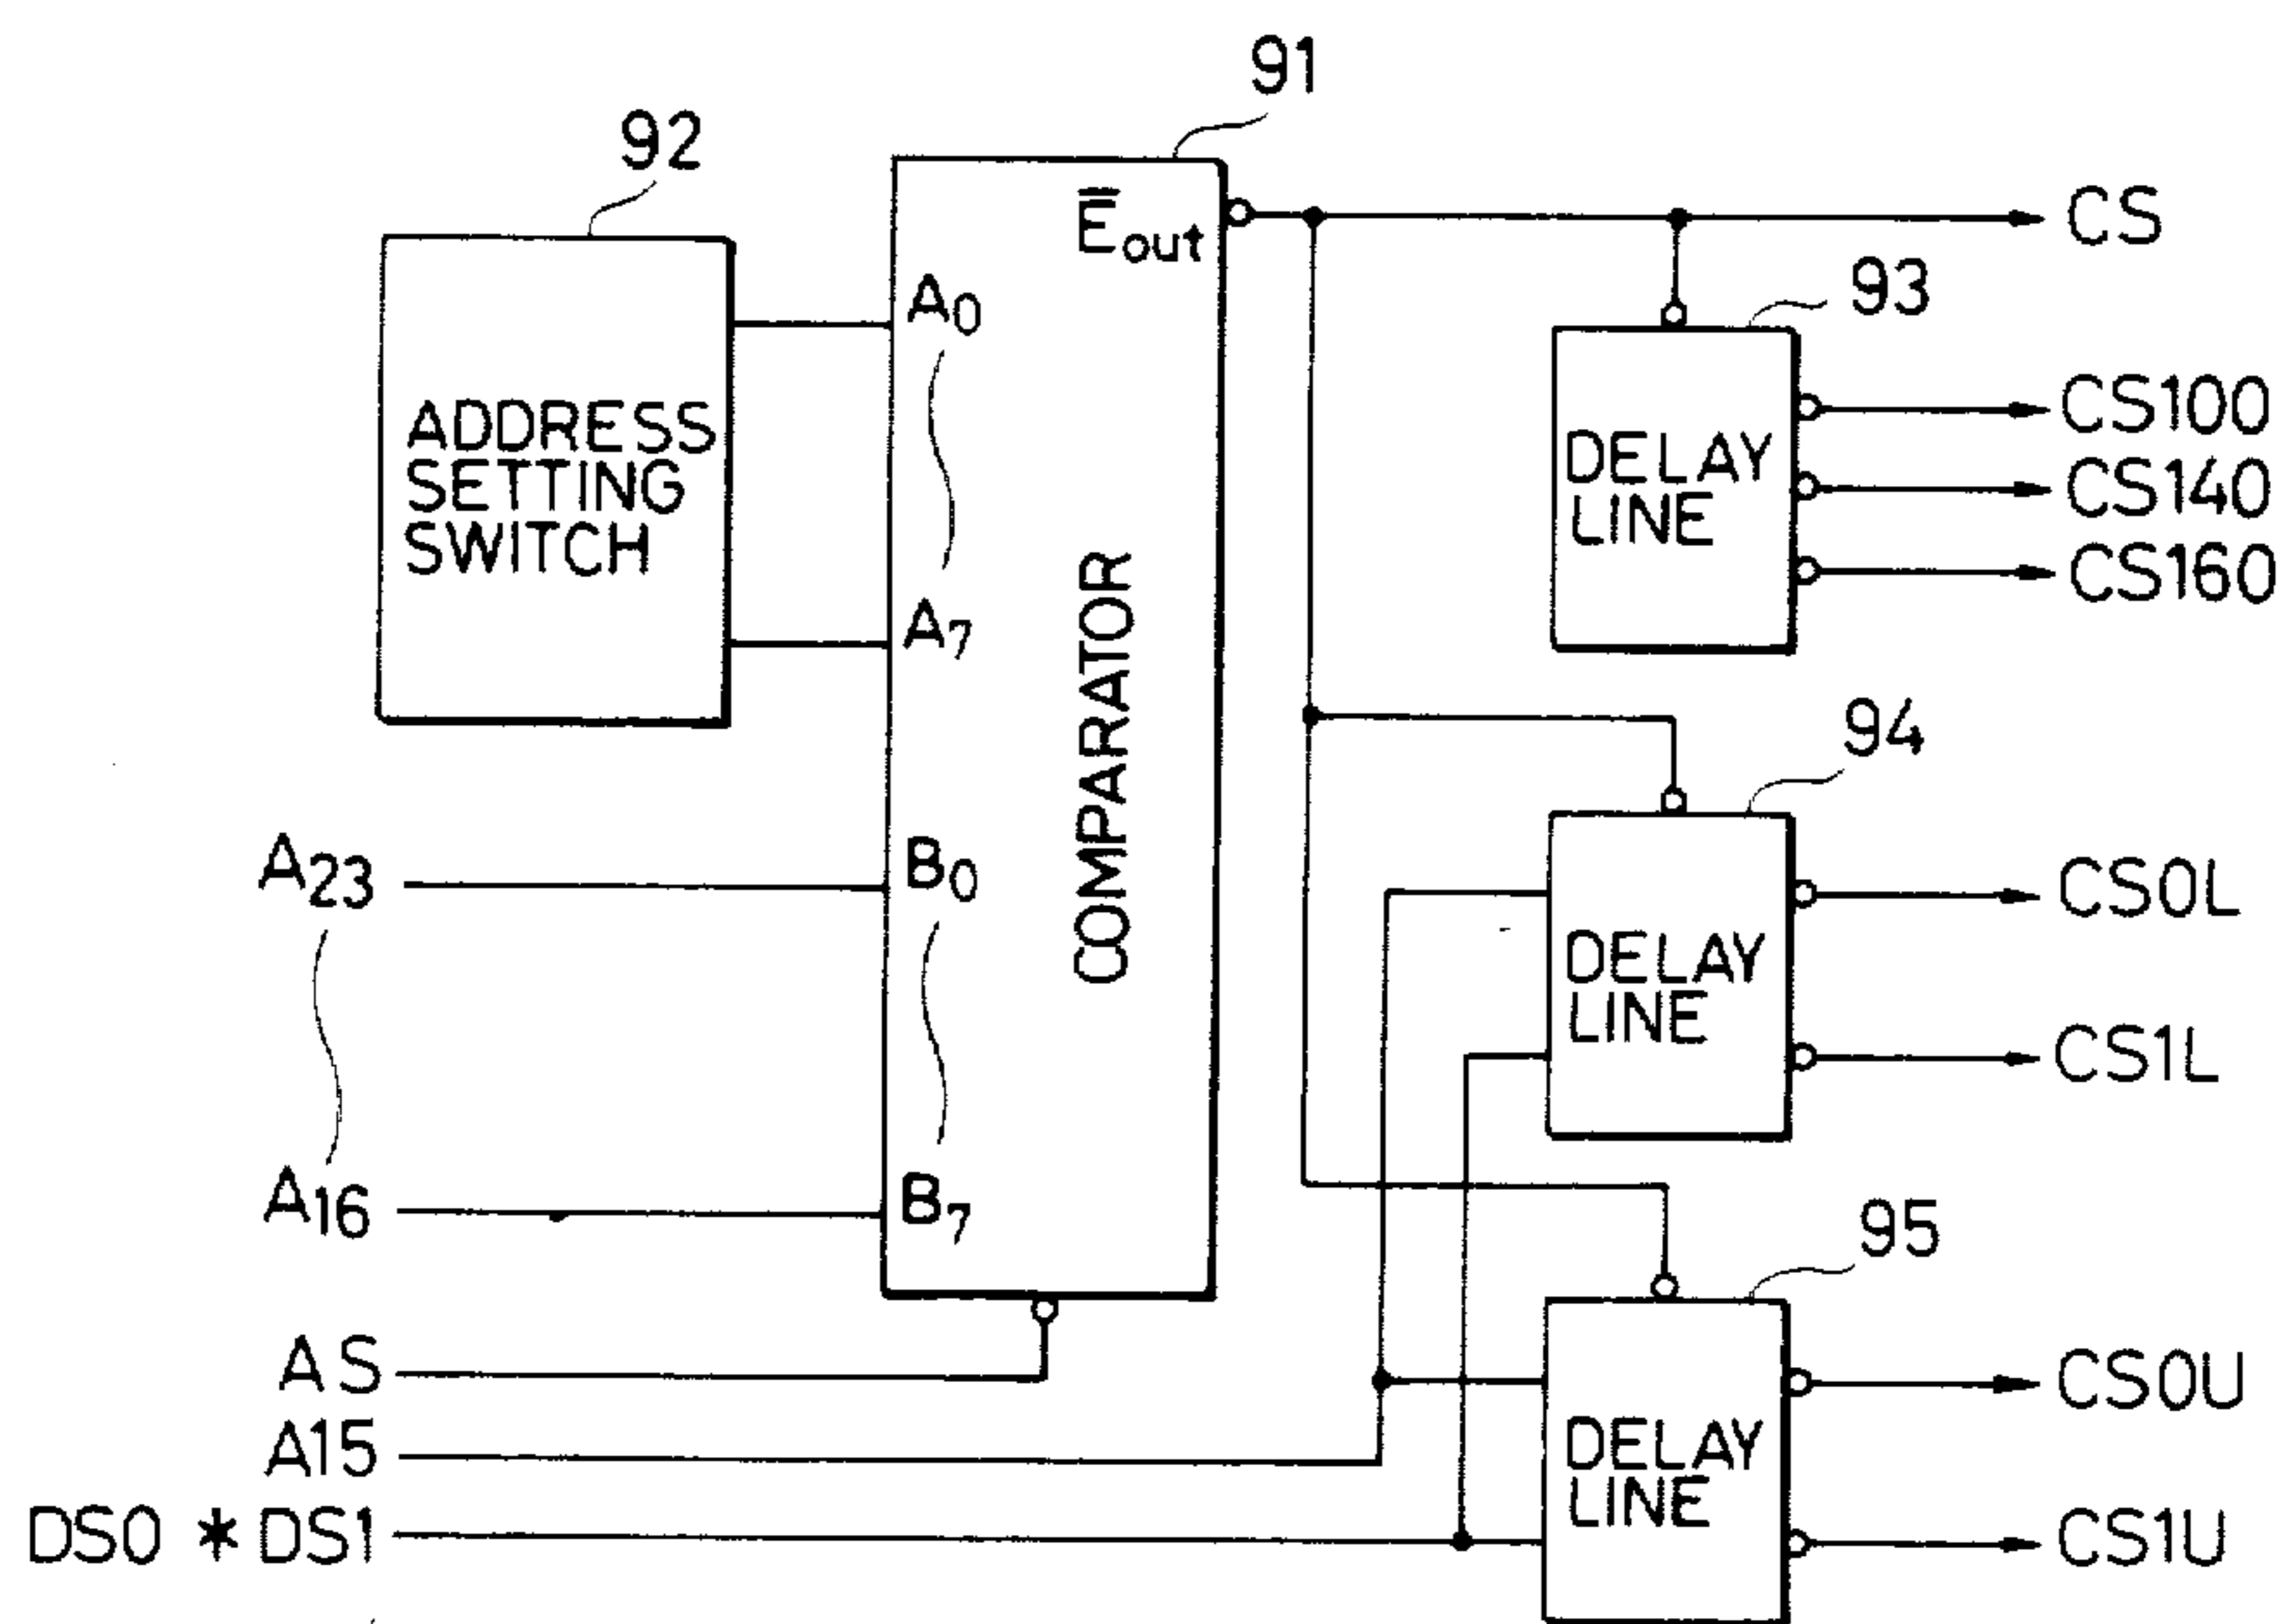 91
92
E̅out
CS
A0
93
ADDRESS
SETTING
SWITCH
CS100
DELAY
LINE
CS140
CS160
A7
COMPARATOR
94
A23
B0
CS0L
DELAY
LINE
CS1L
A16
B7
95
AS
CS0U
A15
DELAY
LINE
DS0 * DS1
CS1U